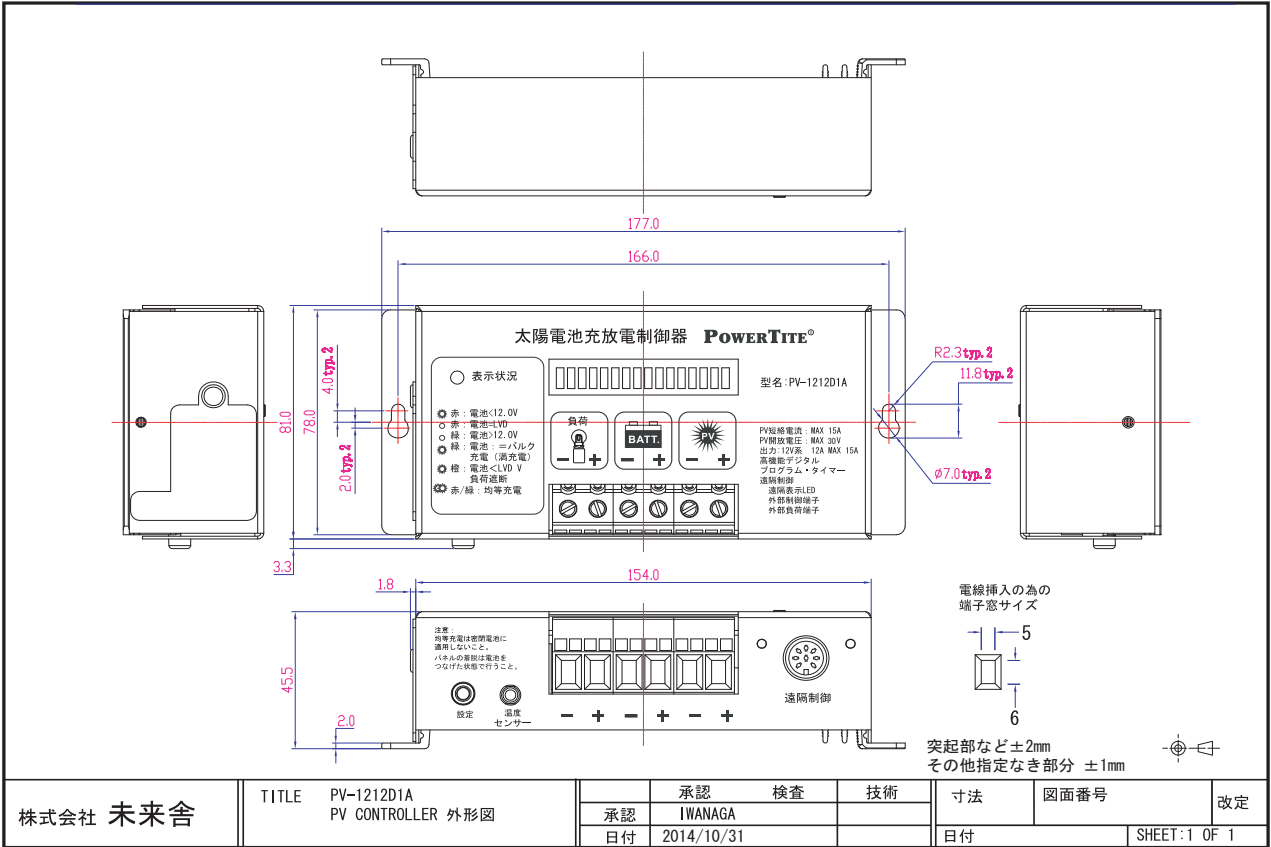 177.0
166.0
太陽電池充放電制御器 POWERTITE®
表示状況
型名:PV-1212D1A
赤:電池<12.0V
赤:電池=LVD
緑:電池>12.0V
緑:電池:=バルク
充電(満充電)
橙:電池<LVD V
負荷遮断
赤/緑:均等充電
負荷
- +
BATT.
- +
PV
- +
PV短絡電流:MAX 15A
PV開放電圧:MAX 30V
出力:12V系 12A MAX 15A
高機能デジタル
プログラム・タイマー
遠隔制御
遠隔表示LED
外部制御端子
外部負荷端子
81.0
78.0
4.0typ.2
2.0typ.2
3.3
R2.3typ.2
11.8typ.2
φ7.0typ.2
154.0
1.8
45.5
2.0
注意:
均等充電は密閉電池に
適用しないこと。
パネルの着脱は電池を
つなげた状態で行うこと。
設定
温度
センサー
- + - + - +
遠隔制御
電線挿入の為の
端子窓サイズ
5
6
突起部など±2mm
その他指定なき部分 ±1mm
株式会社 未来舎
TITLE PV-1212D1A
PV CONTROLLER 外形図
承認 検査 技術
承認 IWANAGA
日付 2014/10/31
寸法 図面番号 改定
日付 SHEET:1 OF 1